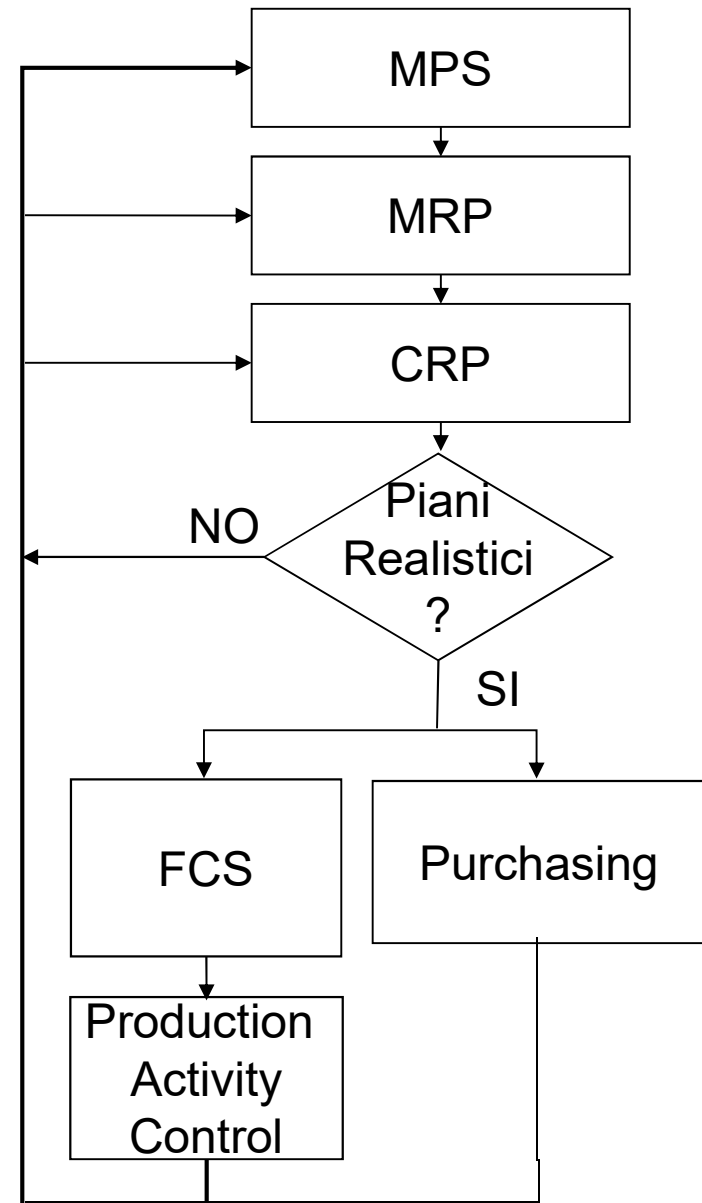 MPS
MRP
CRP
Piani
Realistici
?
NO
SI
FCS
Purchasing
Production
Activity
Control